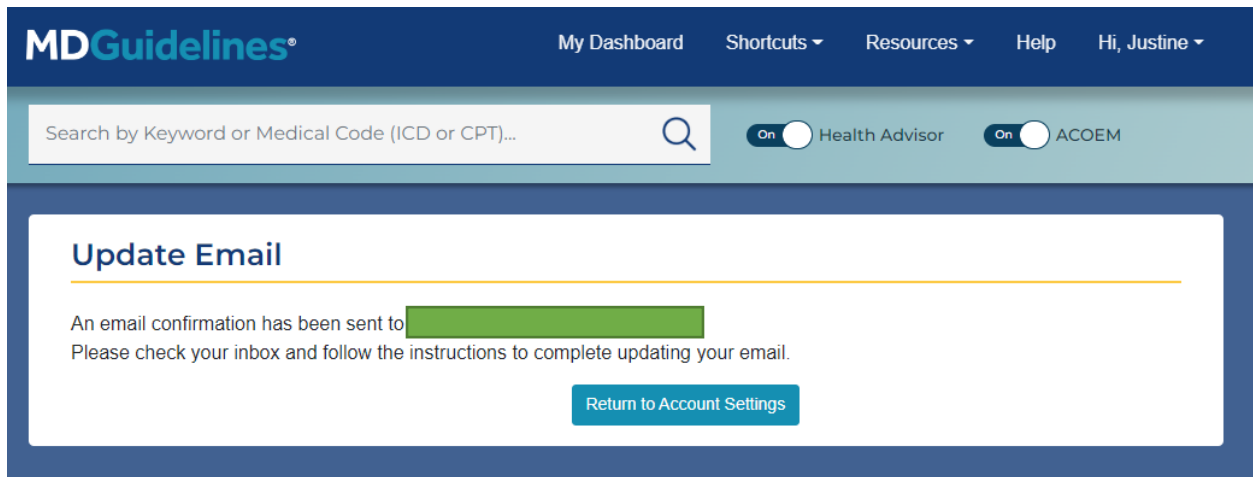 MDGuidelines®
My Dashboard Shortcuts Resources Help Hi, Justine
Search by Keyword or Medical Code (ICD or CPT)... On Health Advisor On ACOEM
Update Email
An email confirmation has been sent to
Please check your inbox and follow the instructions to complete updating your email.
Return to Account Settings